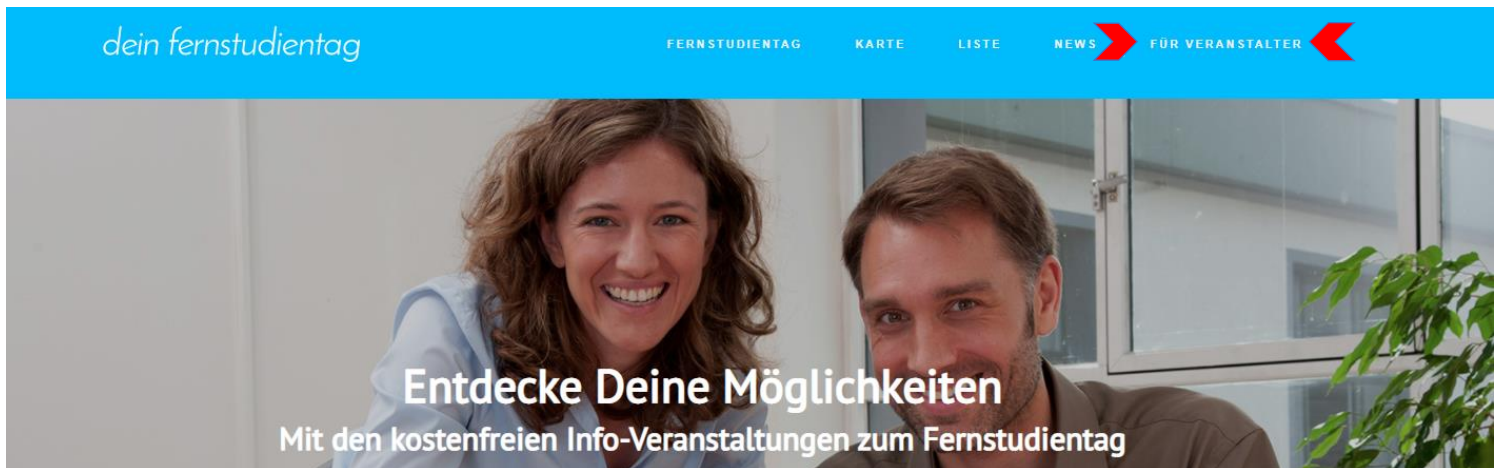 dein fernstudientag
FERNSTUDIENTAG KARTE LISTE NEWS FÜR VERANSTALTER
Entdecke Deine Möglichkeiten
Mit den kostenfreien Info-Veranstaltungen zum Fernstudientag